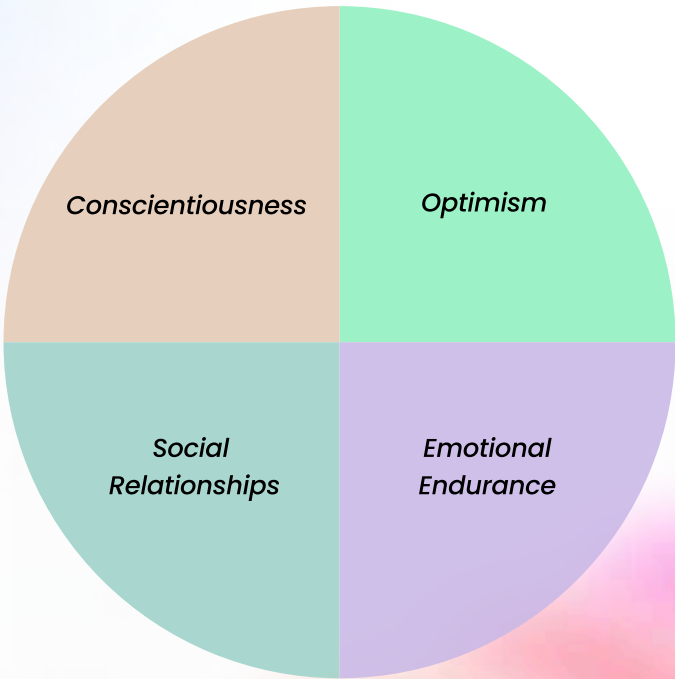 Conscientiousness
Optimism
Social
Relationships
Emotional
Endurance